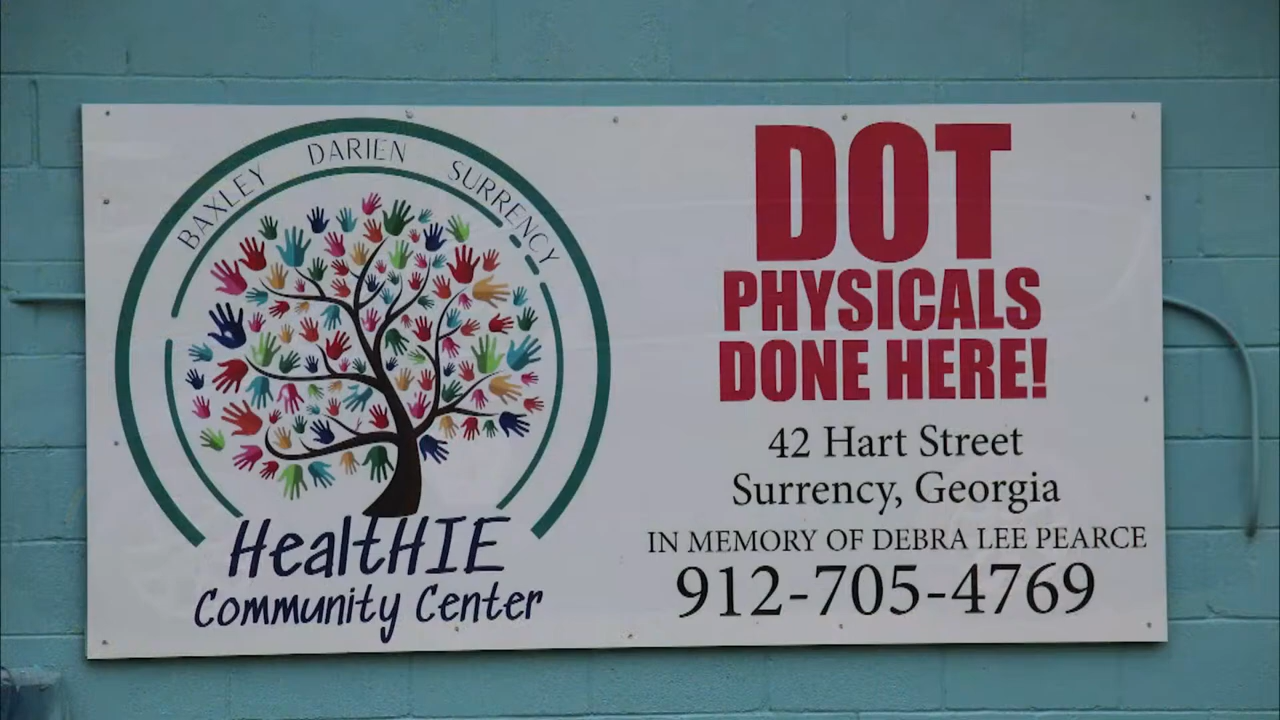 BAXLEY DARIEN SURRENCY
HealtHIE
Community Center
DOT
PHYSICALS
DONE HERE!
42 Hart Street
Surrency, Georgia
IN MEMORY OF DEBRA LEE PEARCE
912-705-4769